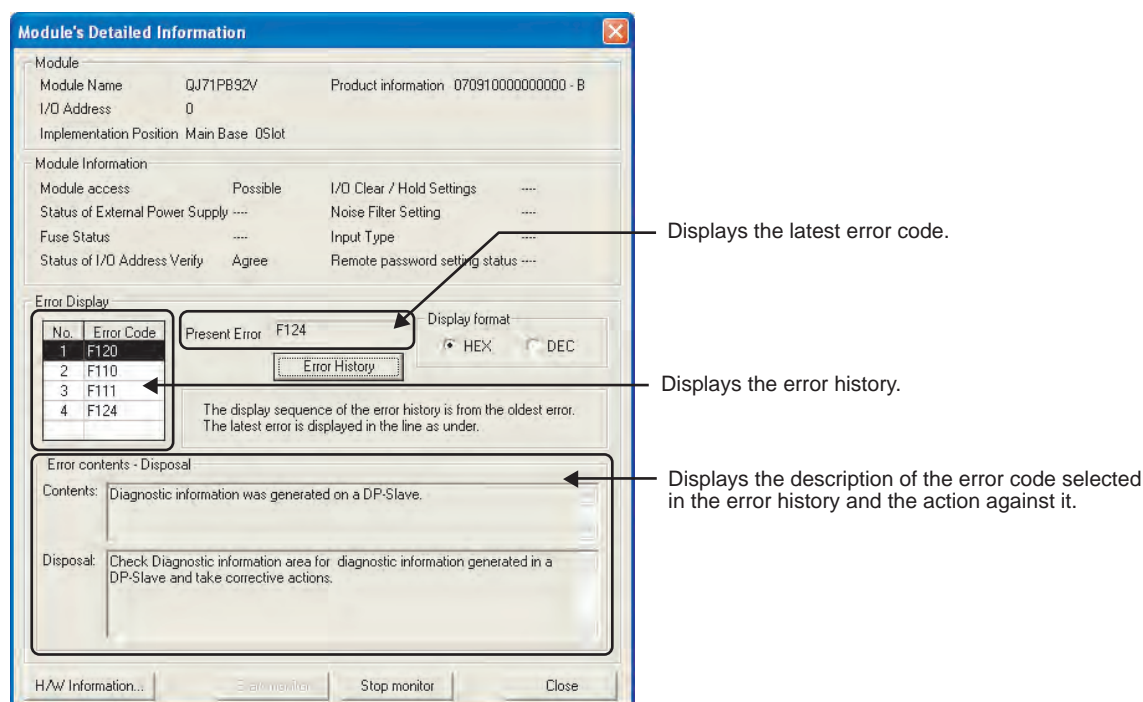 Module's Detailed Information
Module
Module Name QJ71PB92V Product information 070910000000000 - B
I/O Address 0
Implementation Position Main Base 0Slot
Module Information
Module access Possible I/O Clear / Hold Settings ----
Status of External Power Supply ---- Noise Filter Setting ----
Fuse Status ---- Input Type ----
Status of I/O Address Verify Agree Remote password setting status ----
Displays the latest error code.
Error Display
No. Error Code
1 F120
2 F110
3 F111
4 F124
Present Error F124
Display format
HEX DEC
Error History
Displays the error history.
The display sequence of the error history is from the oldest error.
The latest error is displayed in the line as under.
Error contents - Disposal
Contents: Diagnostic information was generated on a DP-Slave.
Displays the description of the error code selected
in the error history and the action against it.
Disposal: Check Diagnostic information area for diagnostic information generated in a
DP-Slave and take corrective actions.
H/W Information... Start monitor Stop monitor Close